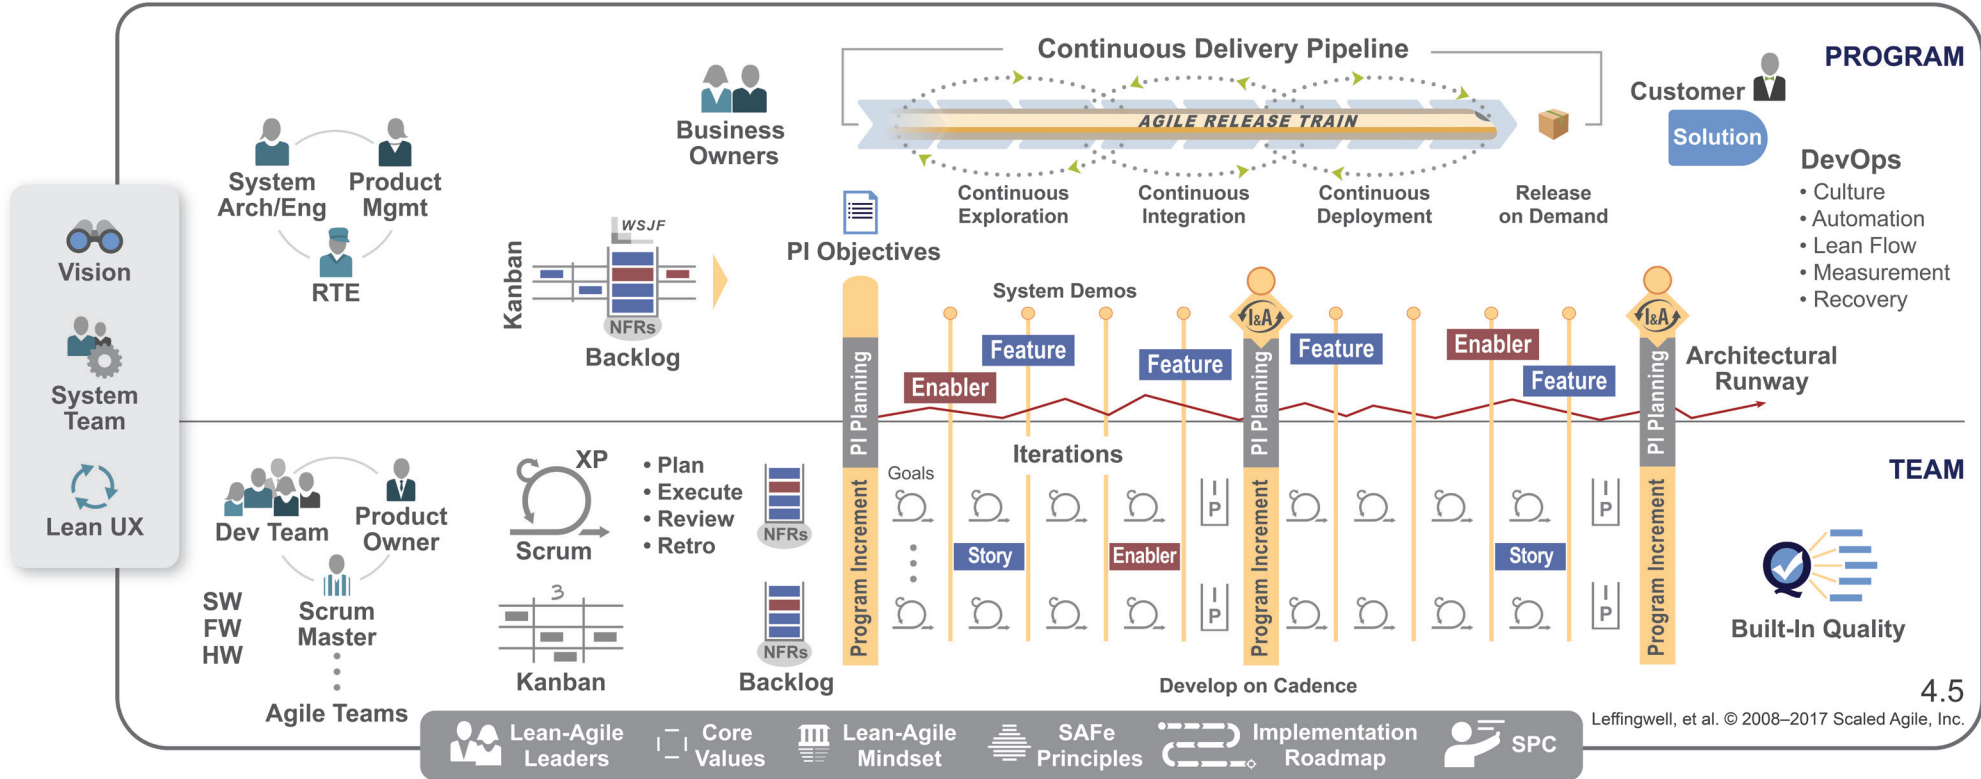 Continuous Delivery Pipeline
PROGRAM
AGILE RELEASE TRAIN
Business
Owners
Customer
Solution
System
Arch/Eng
Product
Mgmt
RTE
Continuous
Exploration
Continuous
Integration
Continuous
Deployment
Release
on Demand
DevOps
• Culture
• Automation
• Lean Flow
• Measurement
• Recovery
Vision
System
Team
Lean UX
Kanban
WSJF
NFRs
Backlog
PI Objectives
System Demos
I&A
I&A
Enabler
Feature
Feature
Feature
Enabler
Feature
Architectural
Runway
PI Planning
PI Planning
PI Planning
TEAM
Dev Team
Product
Owner
Scrum
Master
SW
FW
HW
Agile Teams
XP
Scrum
• Plan
• Execute
• Review
• Retro
3
Kanban
NFRs
NFRs
Backlog
Program Increment
Program Increment
Program Increment
Iterations
Goals
I
P
I
P
Story
Enabler
Story
I
P
I
P
Develop on Cadence
Built-In Quality
4.5
Leffingwell, et al. © 2008–2017 Scaled Agile, Inc.
Lean-Agile
Leaders
Core
Values
Lean-Agile
Mindset
SAFe
Principles
Implementation
Roadmap
SPC